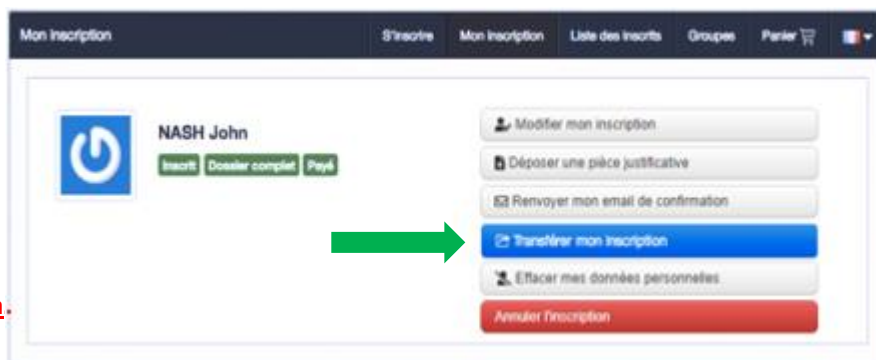 Mon inscription S'inscrire Mon inscription Liste des inscrits Groupes Panier
NASH John
Inscrit Dossier complet Payé
Modifier mon inscription
Déposer une pièce justificative
Renvoyer mon email de confirmation
Transférer mon inscription
Effacer mes données personnelles
Annuler l'inscription